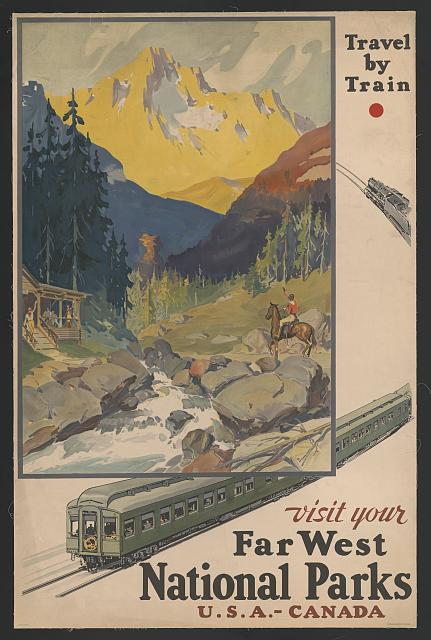 Travel
by
Train
visit your
Far West
National Parks
U.S.A.-CANADA